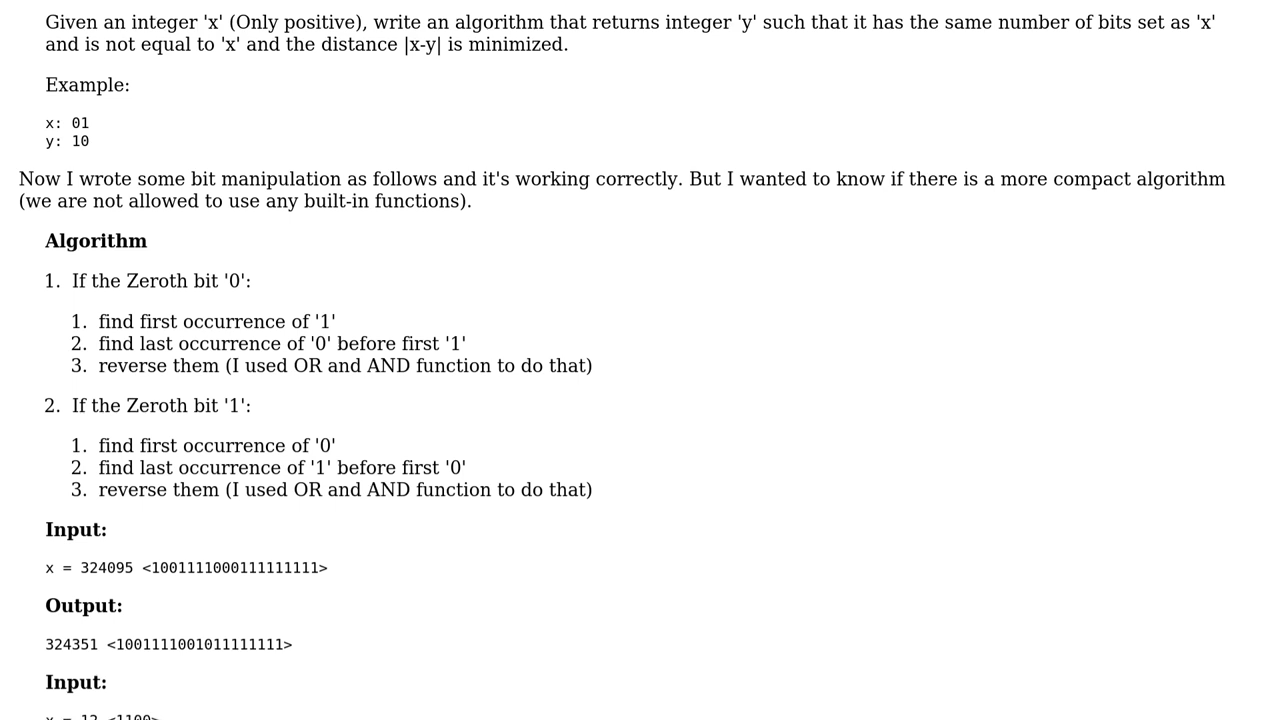 Given an integer 'x' (Only positive), write an algorithm that returns integer 'y' such that it has the same number of bits set as 'x'
and is not equal to 'x' and the distance |x-y| is minimized.
Example:
x: 01
y: 10
Now I wrote some bit manipulation as follows and it's working correctly. But I wanted to know if there is a more compact algorithm
(we are not allowed to use any built-in functions).
Algorithm
1. If the Zeroth bit '0':
1. find first occurrence of '1'
2. find last occurrence of '0' before first '1'
3. reverse them (I used OR and AND function to do that)
2. If the Zeroth bit '1':
1. find first occurrence of '0'
2. find last occurrence of '1' before first '0'
3. reverse them (I used OR and AND function to do that)
Input:
x = 324095 <1001111000111111111>
Output:
324351 <1001111001011111111>
Input:
x = 12 <1100>